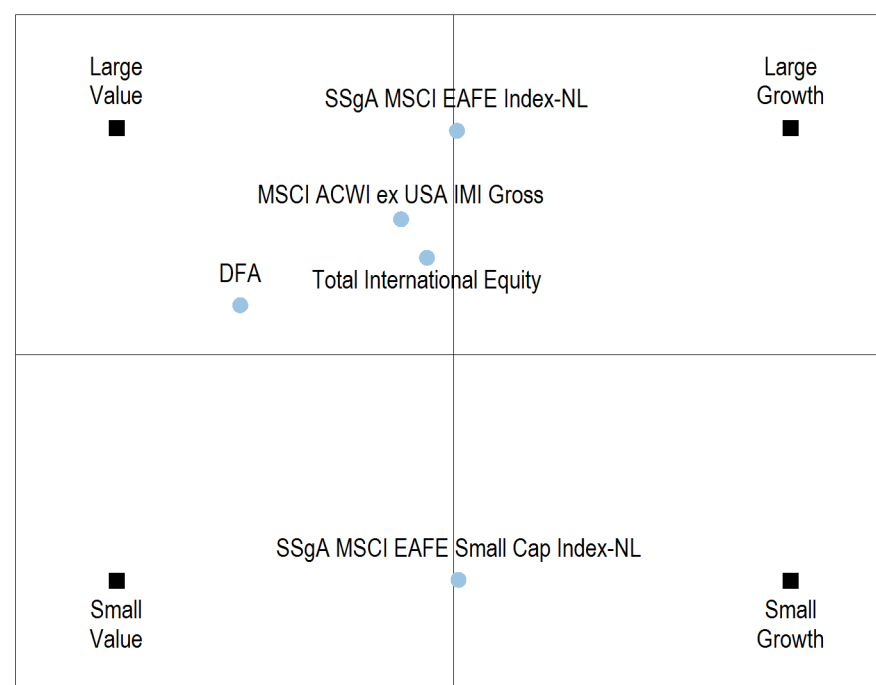 Large
Value
SSgA MSCI EAFE Index-NL
Large
Growth
MSCI ACWI ex USA IMI Gross
DFA
Total International Equity
SSgA MSCI EAFE Small Cap Index-NL
Small
Value
Small
Growth